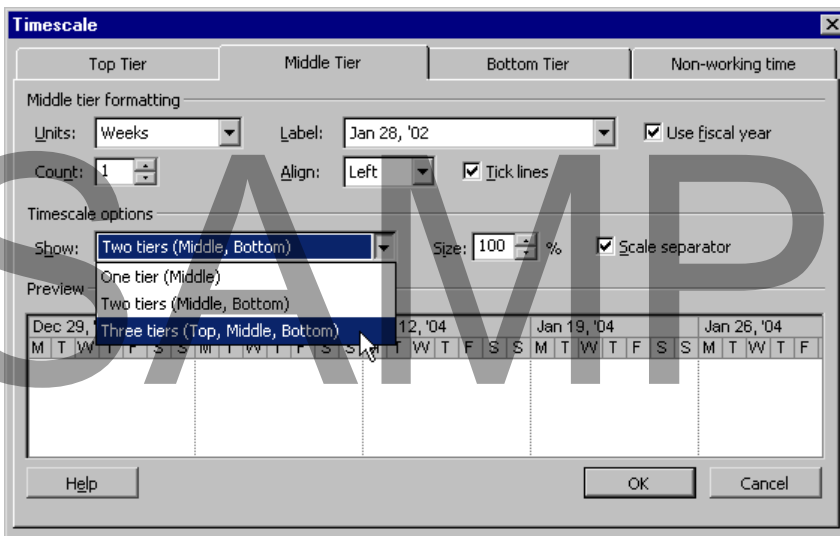 Timescale
Top Tier Middle Tier Bottom Tier Non-working time
Middle tier formatting
Units: Weeks Label: Jan 28, '02 Use fiscal year
Count: 1 Align: Left Tick lines
Timescale options
Show: Two tiers (Middle, Bottom) Size: 100 % Scale separator
One tier (Middle)
Preview
Two tiers (Middle, Bottom)
Three tiers (Top, Middle, Bottom)
Dec 29, 12, '04 Jan 19, '04 Jan 26, '04
M T W T F S S M T W T F S S M T W T F S S M T W T F S S M T W T F
Help OK Cancel
SAMP